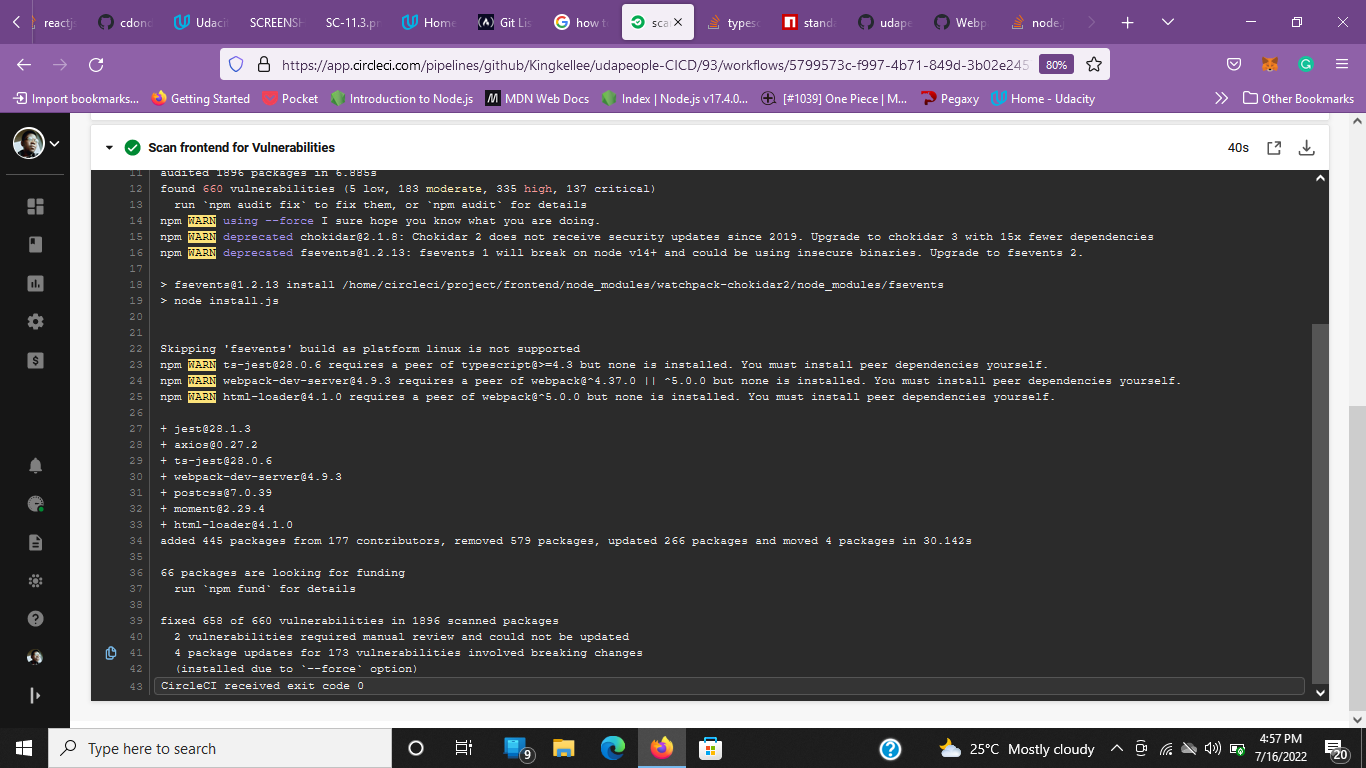 reactjs
cdonc
Udacit
SCREENSH
SC-11.3.pn
Home
Git Lis
how to
scan
typesc
stand
udape
Webp
node.j
https://app.circleci.com/pipelines/github/Kingkellee/udapeople-CICD/93/workflows/5799573c-f997-4b71-849d-3b02e245
80%
Import bookmarks...
Getting Started
Pocket
Introduction to Node.js
MDN Web Docs
Index | Node.js v17.4.0...
[#1039] One Piece | M...
Pegaxy
Home - Udacity
Other Bookmarks
Scan frontend for Vulnerabilities
40s
11 audited 1896 packages in 6.885s
12 found 660 vulnerabilities (5 low, 183 moderate, 335 high, 137 critical)
13 run `npm audit fix` to fix them, or `npm audit` for details
14 npm WARN using --force I sure hope you know what you are doing.
15 npm WARN deprecated chokidar@2.1.8: Chokidar 2 does not receive security updates since 2019. Upgrade to chokidar 3 with 15x fewer dependencies
16 npm WARN deprecated fsevents@1.2.13: fsevents 1 will break on node v14+ and could be using insecure binaries. Upgrade to fsevents 2.
17
18 > fsevents@1.2.13 install /home/circleci/project/frontend/node_modules/watchpack-chokidar2/node_modules/fsevents
19 > node install.js
20
21
22 Skipping 'fsevents' build as platform linux is not supported
23 npm WARN ts-jest@28.0.6 requires a peer of typescript@>=4.3 but none is installed. You must install peer dependencies yourself.
24 npm WARN webpack-dev-server@4.9.3 requires a peer of webpack@^4.37.0 || ^5.0.0 but none is installed. You must install peer dependencies yourself.
25 npm WARN html-loader@4.1.0 requires a peer of webpack@^5.0.0 but none is installed. You must install peer dependencies yourself.
26
27 + jest@28.1.3
28 + axios@0.27.2
29 + ts-jest@28.0.6
30 + webpack-dev-server@4.9.3
31 + postcss@7.0.39
32 + moment@2.29.4
33 + html-loader@4.1.0
34 added 445 packages from 177 contributors, removed 579 packages, updated 266 packages and moved 4 packages in 30.142s
35
36 66 packages are looking for funding
37 run `npm fund` for details
38
39 fixed 658 of 660 vulnerabilities in 1896 scanned packages
40 2 vulnerabilities required manual review and could not be updated
41 4 package updates for 173 vulnerabilities involved breaking changes
42 (installed due to `--force` option)
43 CircleCI received exit code 0
Type here to search
9
25°C Mostly cloudy
4:57 PM
7/16/2022
20